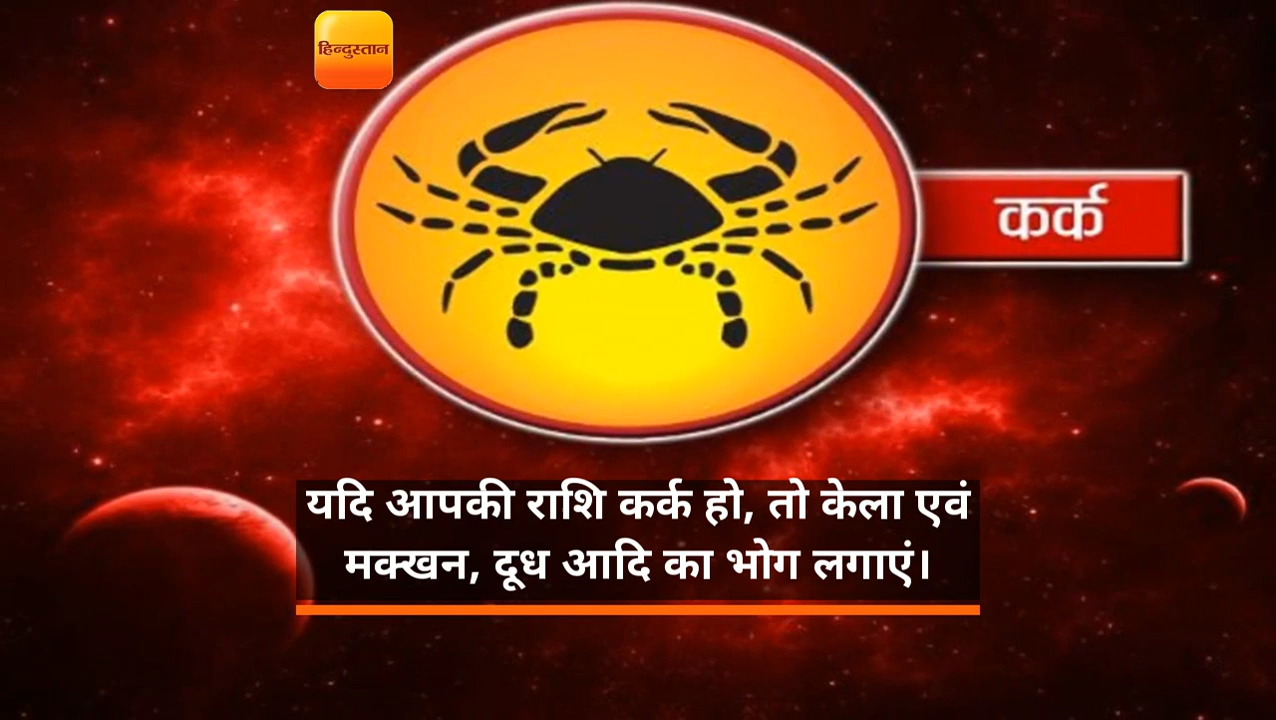 हिन्दुस्तान
कर्क
यदि आपकी राशि कर्क हो, तो केला एवं
मक्खन, दूध आदि का भोग लगाएं।